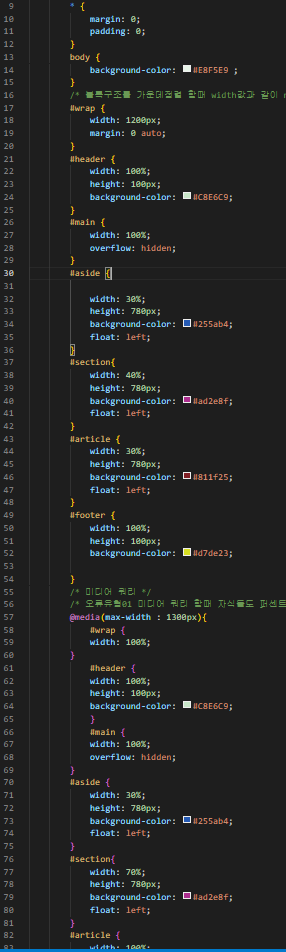 9 * {
10 margin: 0;
11 padding: 0;
12 }
13 body {
14 background-color: #E8F5E9 ;
15 }
16 /* 블록구조를 가운데정렬 할때 width값과 같이
17 #wrap {
18 width: 1200px;
19 margin: 0 auto;
20 }
21 #header {
22 width: 100%;
23 height: 100px;
24 background-color: #C8E6C9;
25 }
26 #main {
27 width: 100%;
28 overflow: hidden;
29 }
30 #aside {
31
32 width: 30%;
33 height: 780px;
34 background-color: #255ab4;
35 float: left;
36 }
37 #section{
38 width: 40%;
39 height: 780px;
40 background-color: #ad2e8f;
41 float: left;
42 }
43 #article {
44 width: 30%;
45 height: 780px;
46 background-color: #811f25;
47 float: left;
48 }
49 #footer {
50 width: 100%;
51 height: 100px;
52 background-color: #d7de23;
53
54 }
55 /* 미디어 쿼리 */
56 /* 오류유형01 미디어 쿼리 할때 자식들도 퍼센트
57 @media(max-width : 1300px){
58 #wrap {
59 width: 100%;
60 }
61 #header {
62 width: 100%;
63 height: 100px;
64 background-color: #C8E6C9;
65 }
66 #main {
67 width: 100%;
68 overflow: hidden;
69 }
70 #aside {
71 width: 30%;
72 height: 780px;
73 background-color: #255ab4;
74 float: left;
75 }
76 #section{
77 width: 70%;
78 height: 780px;
79 background-color: #ad2e8f;
80 float: left;
81 }
82 #article {
83 width: 100%;